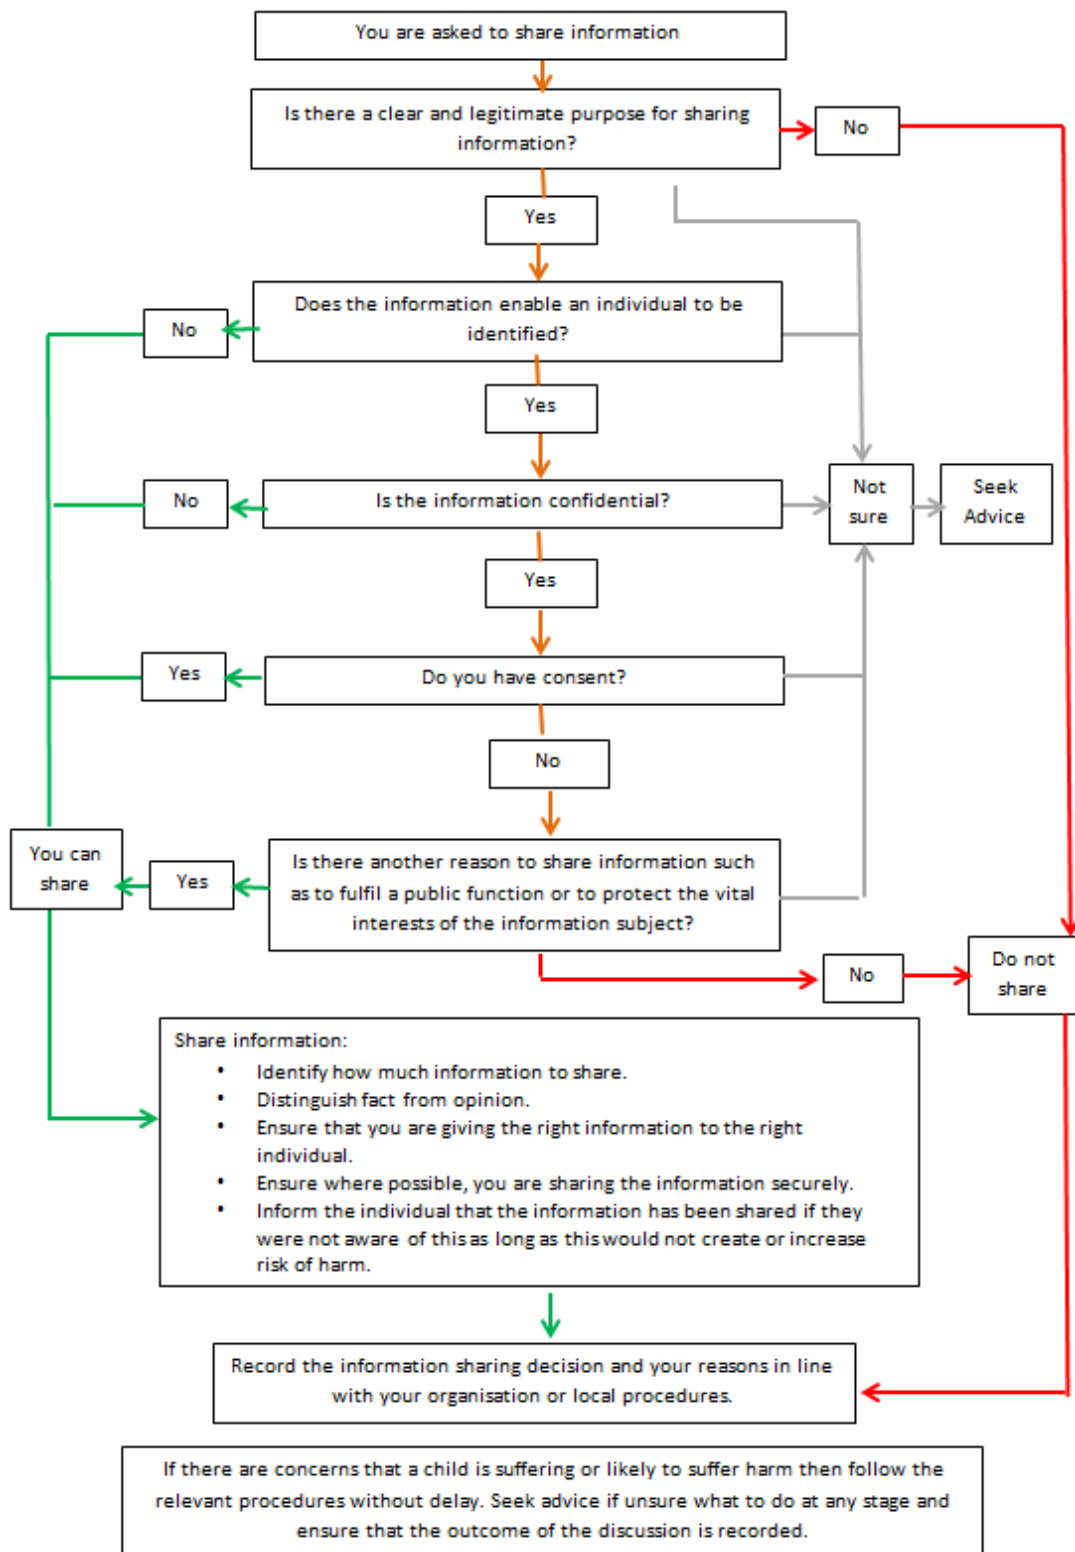 You are asked to share information
Is there a clear and legitimate purpose for sharing
information?
No
Yes
Does the information enable an individual to be
identified?
No
Yes
Is the information confidential?
No
Not
sure
Seek
Advice
Yes
Do you have consent?
Yes
No
Is there another reason to share information such
as to fulfil a public function or to protect the vital
interests of the information subject?
Yes
You can
share
No
Do not
share
Share information:
• Identify how much information to share.
• Distinguish fact from opinion.
• Ensure that you are giving the right information to the right
individual.
• Ensure where possible, you are sharing the information securely.
• Inform the individual that the information has been shared if they
were not aware of this as long as this would not create or increase
risk of harm.
Record the information sharing decision and your reasons in line
with your organisation or local procedures.
If there are concerns that a child is suffering or likely to suffer harm then follow the
relevant procedures without delay. Seek advice if unsure what to do at any stage and
ensure that the outcome of the discussion is recorded.